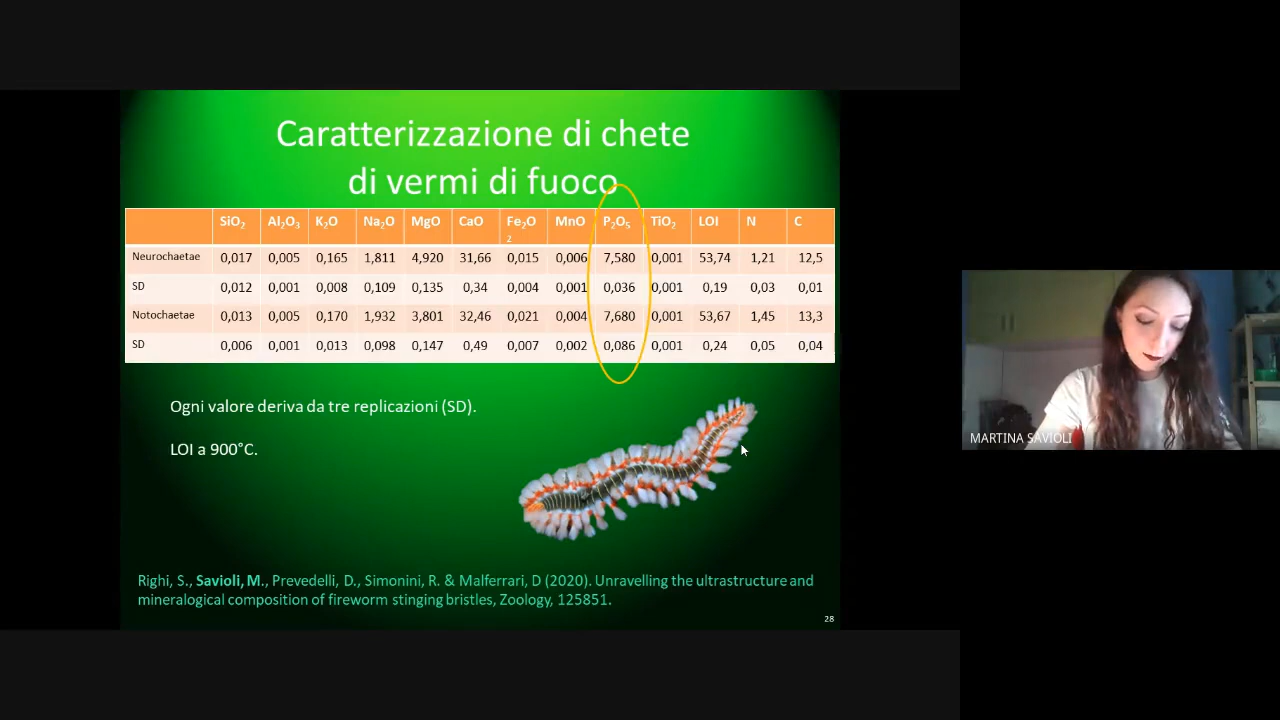 Caratterizzazione di chete
di vermi di fuoco
SiO₂ Al₂O₃ K₂O Na₂O MgO CaO Fe₂O₂ MnO P₂O₅ TiO₂ LOI N C
Neurochaetae 0,017 0,005 0,165 1,811 4,920 31,66 0,015 0,006 7,580 0,001 53,74 1,21 12,5
SD 0,012 0,001 0,008 0,109 0,135 0,34 0,004 0,001 0,036 0,001 0,19 0,03 0,01
Notochaetae 0,013 0,005 0,170 1,932 3,801 32,46 0,021 0,004 7,680 0,001 53,67 1,45 13,3
SD 0,006 0,001 0,013 0,098 0,147 0,49 0,007 0,002 0,086 0,001 0,24 0,05 0,04
Ogni valore deriva da tre replicazioni (SD).
LOI a 900°C.
MARTINA SAVIOLI
Righi, S., Savioli, M., Prevedelli, D., Simonini, R. & Malferrari, D (2020). Unravelling the ultrastructure and
mineralogical composition of fireworm stinging bristles, Zoology, 125851.
28